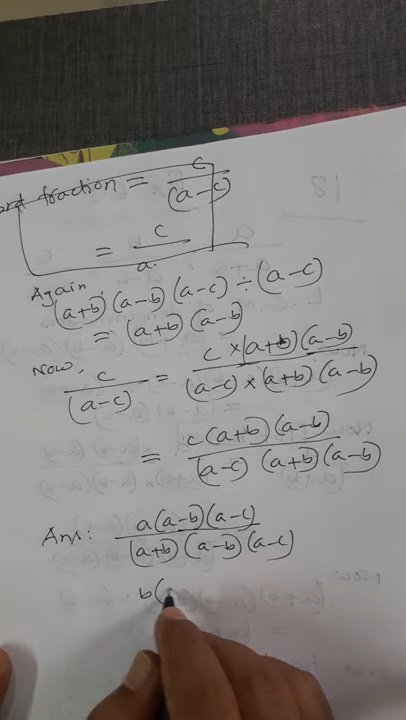 fraction = c/(a-c)
= c/a
Again,
(a+b)(a-b)(a-c)÷(a-c)
= (a+b)(a-b)
Now,
c/(a-c) = c×(a+b)(a-b)/(a-c)×(a+b)(a-b)
= c(a+b)(a-b)/(a-c)(a+b)(a-b)
Ans: a(a-b)(a-c)/(a+b)(a-b)(a-c)
b(